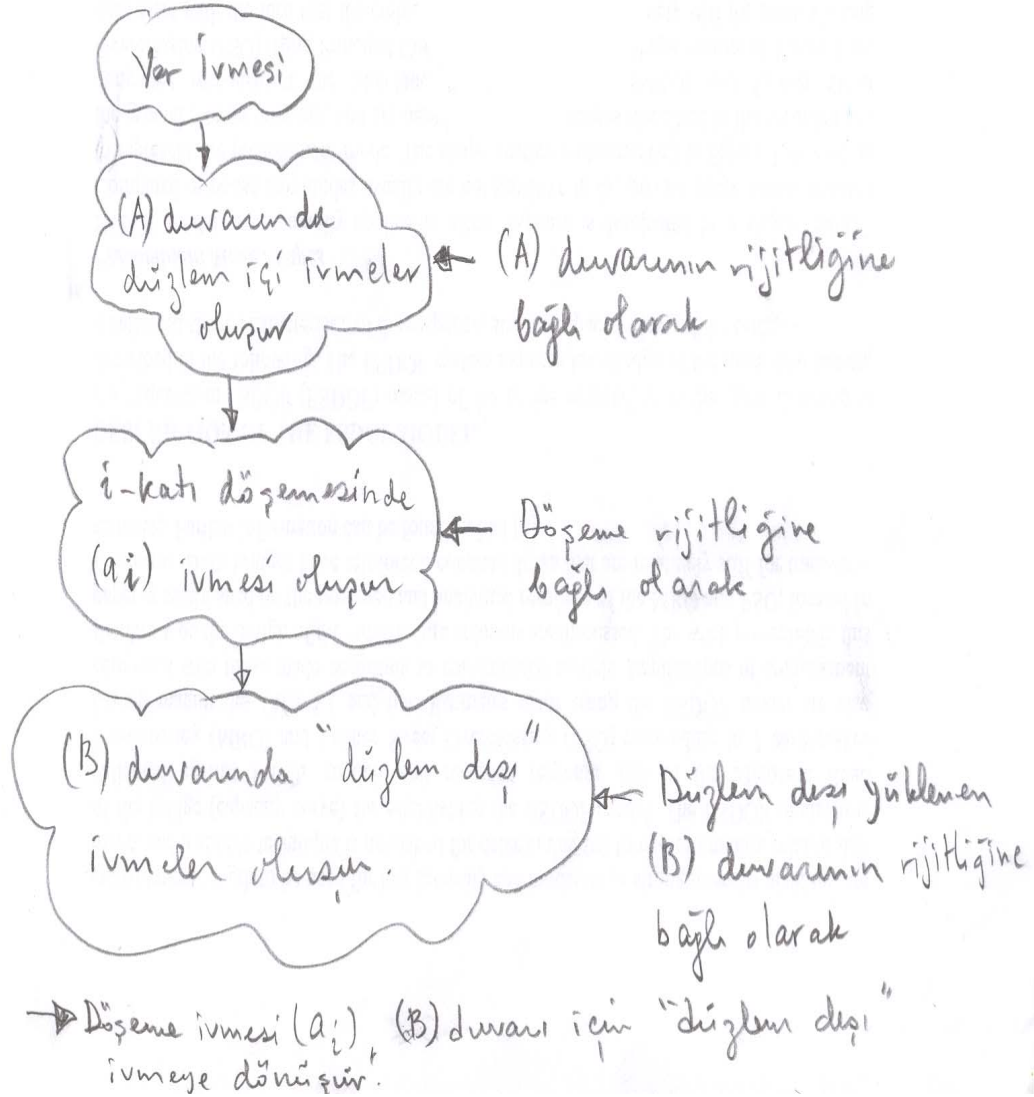 Yer İvmesi
(A) duvarında
düzlem içi ivmeler
oluşur
(A) duvarının rijitliğine
bağlı olarak
i-katı döşemesinde
(ai) ivmesi oluşur
Döşeme rijitliğine
bağlı olarak
(B) duvarında "düzlem dışı"
ivmeler oluşur.
Düzlem dışı yüklenen
(B) duvarının rijitliğine
bağlı olarak
→ Döşeme ivmesi (ai), (B) duvarı için "düzlem dışı"
ivmeye dönüşür.